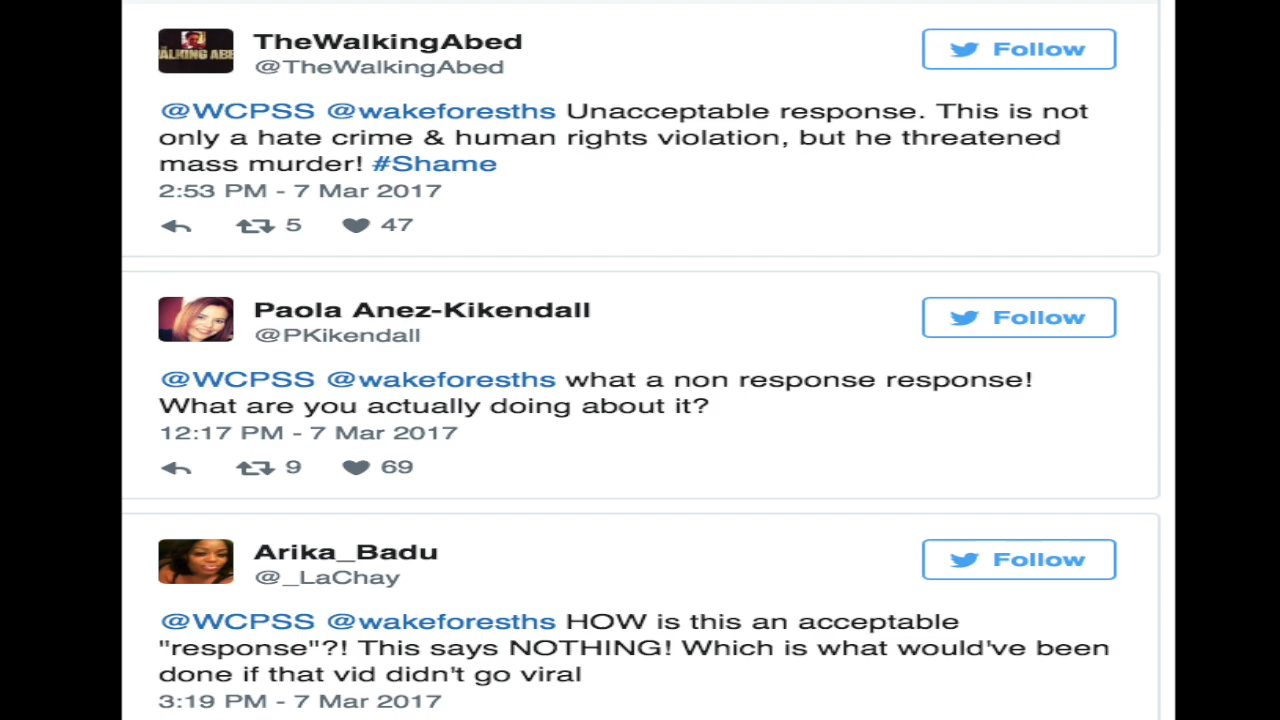 TheWalkingAbed
Follow
@TheWalkingAbed
@WCPSS @wakeforesths Unacceptable response. This is not
only a hate crime & human rights violation, but he threatened
mass murder! #Shame
2:53 PM - 7 Mar 2017
5 47
Paola Anez-Kikendall
Follow
@PKikendall
@WCPSS @wakeforesths what a non response response!
What are you actually doing about it?
12:17 PM - 7 Mar 2017
9 69
Arika_Badu
Follow
@_LaChay
@WCPSS @wakeforesths HOW is this an acceptable
"response"?! This says NOTHING! Which is what would've been
done if that vid didn't go viral
3:19 PM - 7 Mar 2017